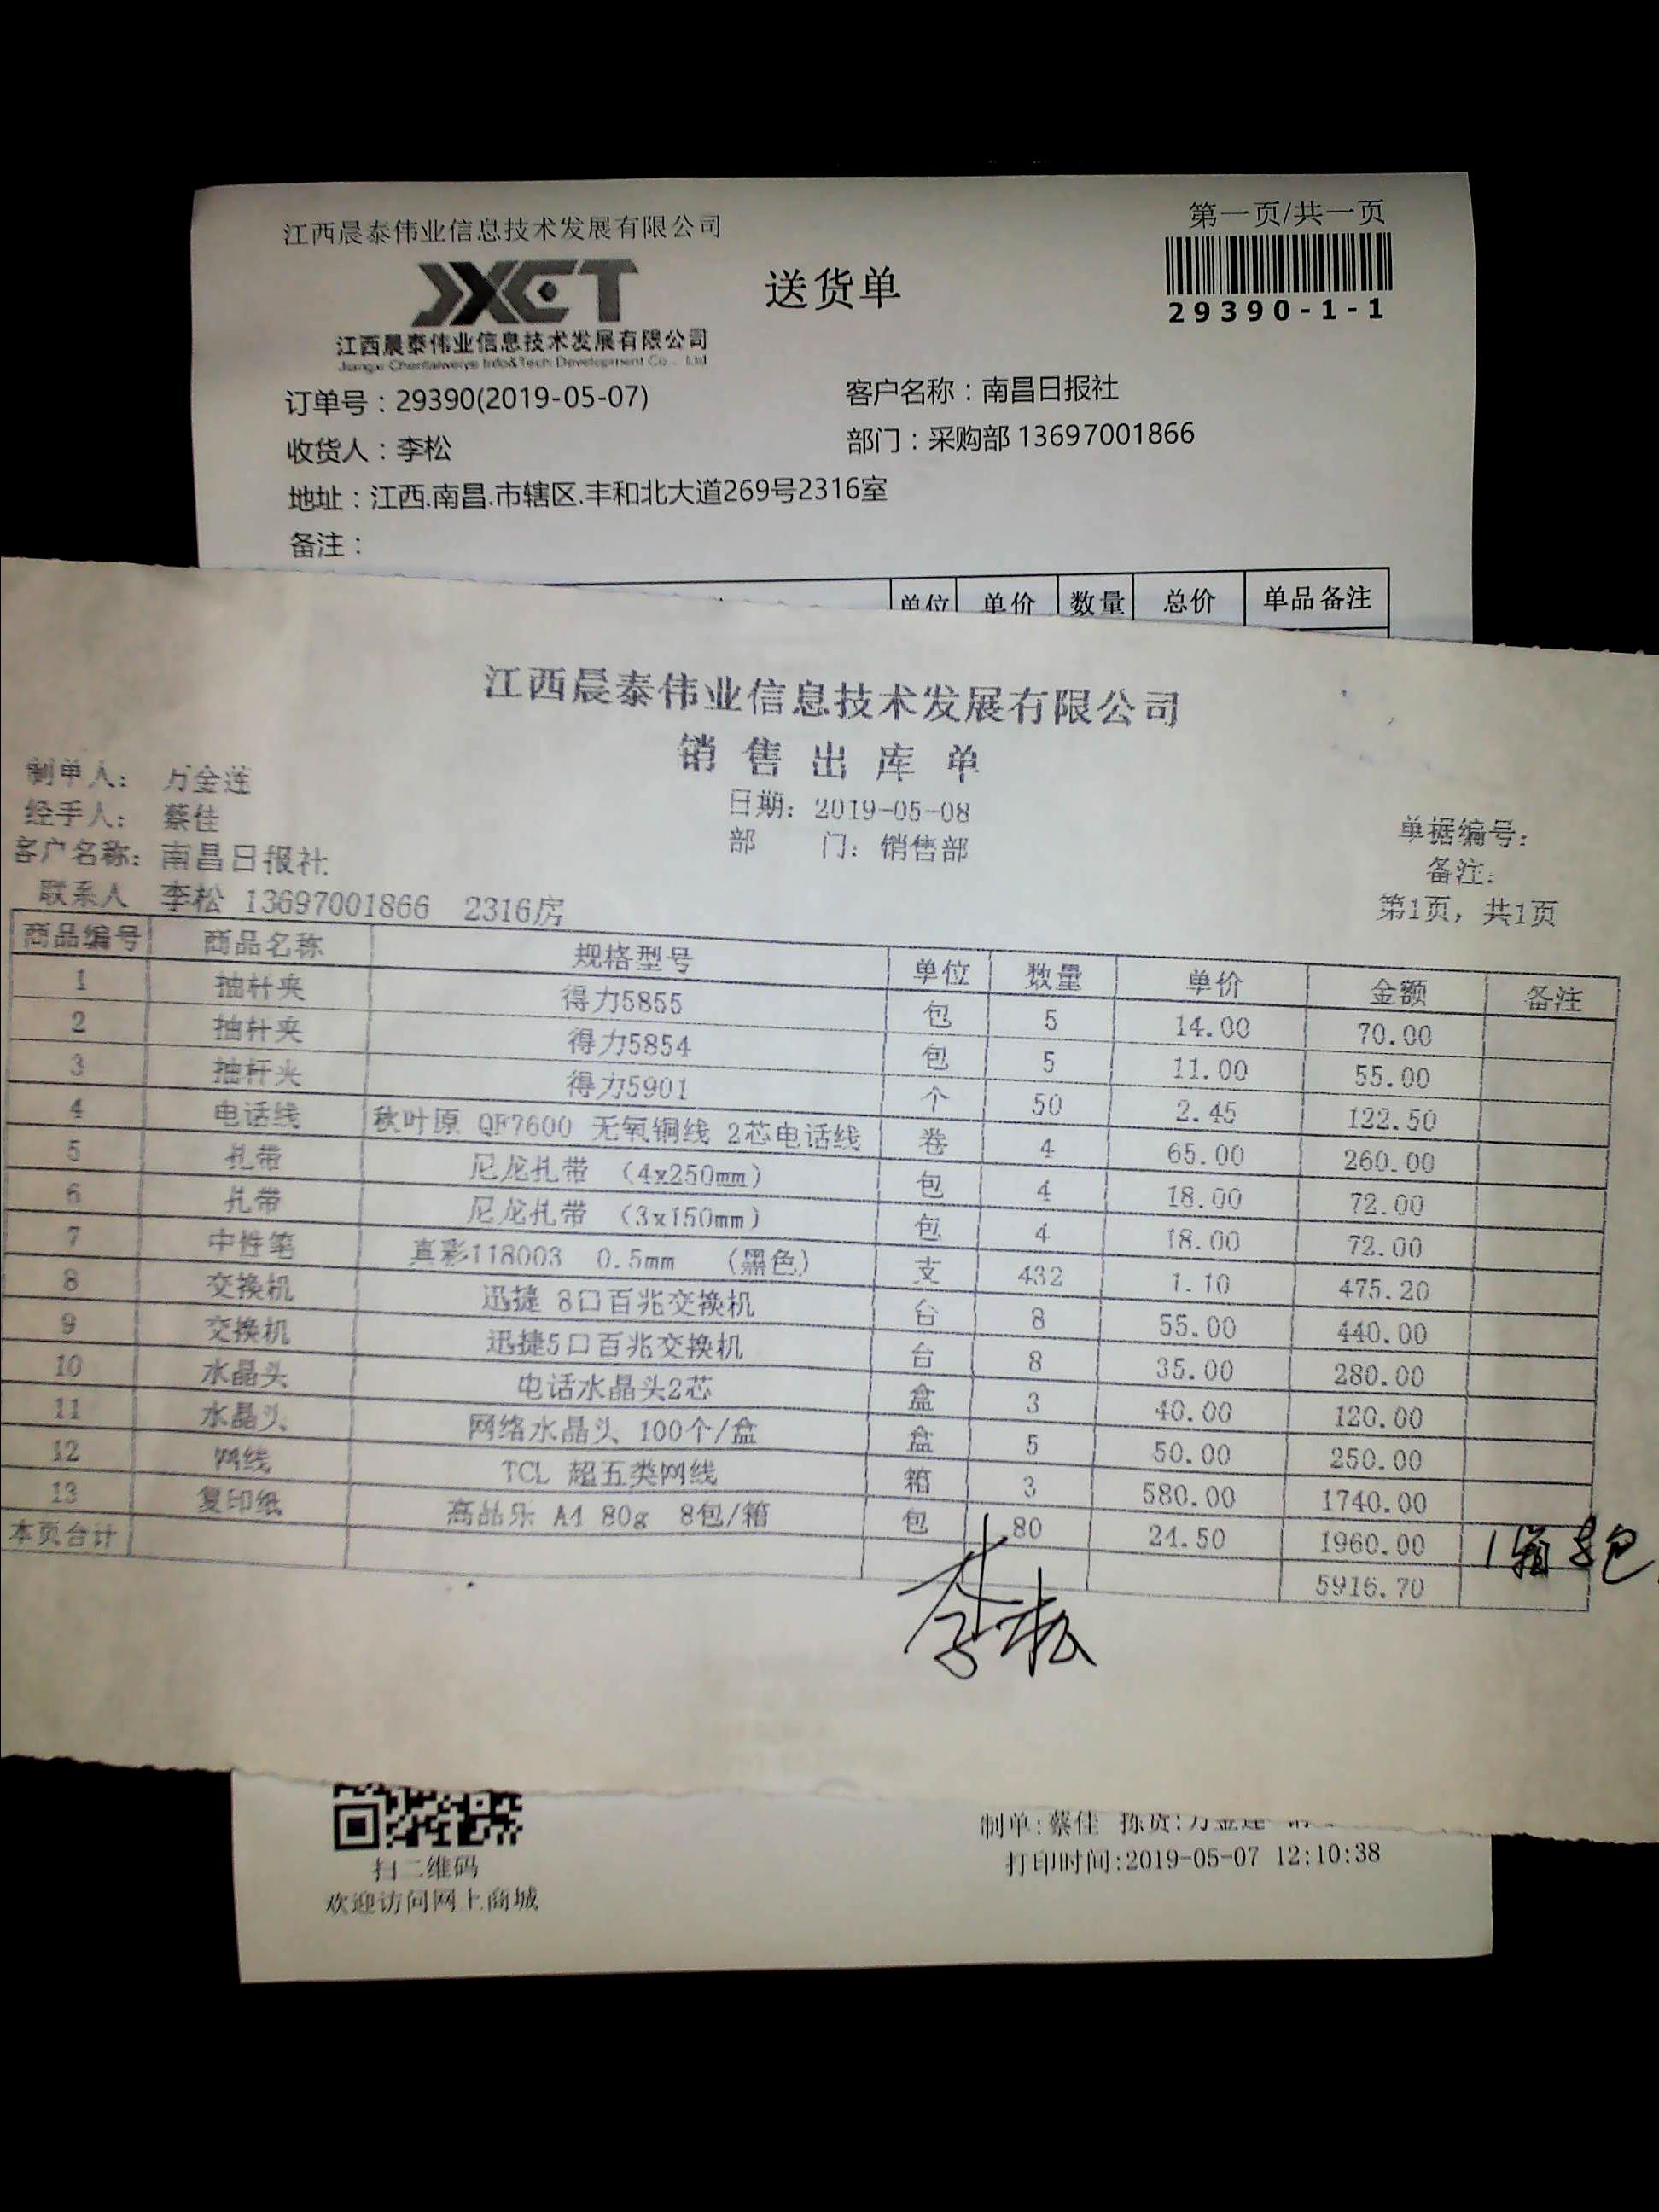 江西晨泰伟业信息技术发展有限公司
第一页/共一页
JXCT
送货单
29390-1-1
江西晨泰伟业信息技术发展有限公司
Jiangxi Chentaiweiye Info&Tech Development Co., Ltd
订单号：29390(2019-05-07) 客户名称：南昌日报社
收货人：李松 部门：采购部 13697001866
地址：江西.南昌.市辖区.丰和北大道269号2316室
备注：
单位 单价 数量 总价 单品备注
江西晨泰伟业信息技术发展有限公司
销售出库单
制单人： 万金莲 日期：2019-05-08 单据编号：
经手人： 蔡佳 部 门：销售部 备注：
客户名称：南昌日报社
联系人 李松 13697001866 2316房 第1页，共1页
商品编号 商品名称 规格型号 单位 数量 单价 金额 备注
1 抽杆夹 得力5855 包 5 14.00 70.00
2 抽杆夹 得力5854 包 5 11.00 55.00
3 抽杆夹 得力5901 个 50 2.45 122.50
4 电话线 秋叶原 QF7600 无氧铜线 2芯电话线 卷 4 65.00 260.00
5 扎带 尼龙扎带 （4x250mm） 包 4 18.00 72.00
6 扎带 尼龙扎带 （3x150mm） 包 4 18.00 72.00
7 中性笔 真彩118003 0.5mm （黑色） 支 432 1.10 475.20
8 交换机 迅捷 8口百兆交换机 台 8 55.00 440.00
9 交换机 迅捷5口百兆交换机 台 8 35.00 280.00
10 水晶头 电话水晶头2芯 盒 3 40.00 120.00
11 水晶头 网络水晶头 100个/盒 盒 5 50.00 250.00
12 网线 TCL 超五类网线 箱 3 580.00 1740.00
13 复印纸 高品乐 A4 80g 8包/箱 包 80 24.50 1960.00 1箱 包
本页合计 5916.70
李松
制单:蔡佳 拣货:万金莲
扫二维码
打印时间:2019-05-07 12:10:38
欢迎访问网上商城